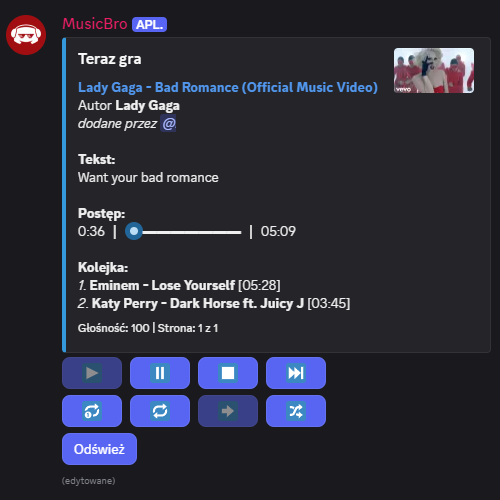 MusicBro APL.
Teraz gra
Lady Gaga - Bad Romance (Official Music Video)
Autor Lady Gaga
dodane przez @
vevo
Tekst:
Want your bad romance
Postęp:
0:36 | | 05:09
Kolejka:
1. Eminem - Lose Yourself [05:28]
2. Katy Perry - Dark Horse ft. Juicy J [03:45]
Głośność: 100 | Strona: 1 z 1
1
Odśwież
(edytowane)